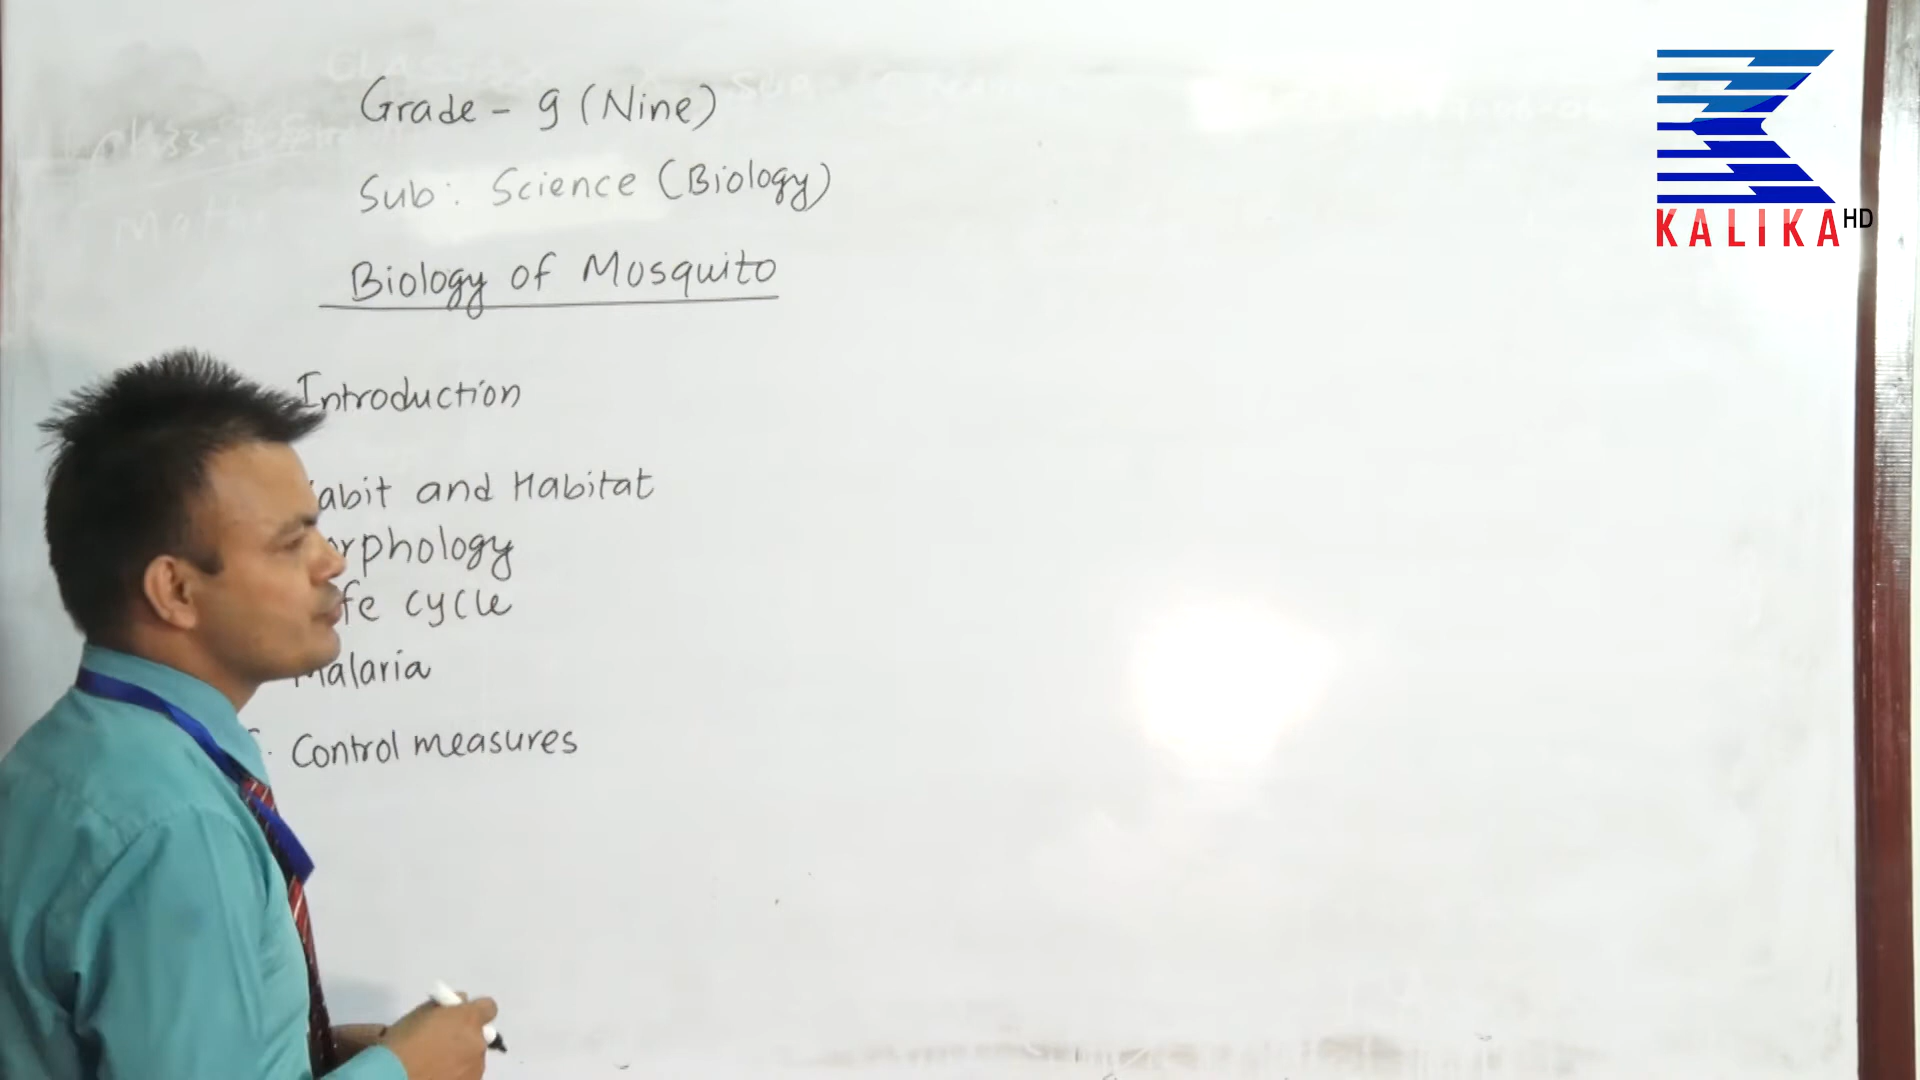 Grade - 9 (Nine)
Sub: Science (Biology)
Biology of Mosquito
Introduction
abit and Habitat
rphology
fe cycle
Malaria
Control measures
KALIKA HD